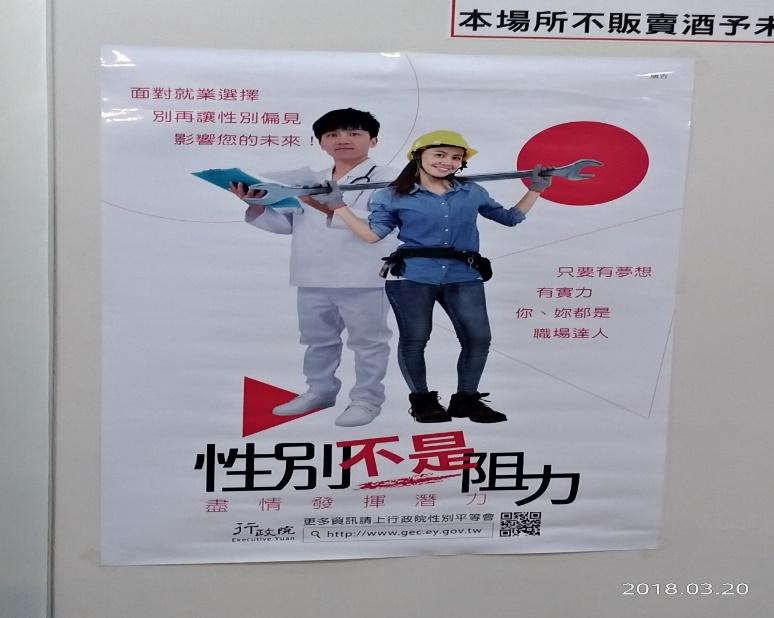 本場所不販賣酒予未
廣告
面對就業選擇
別再讓性別偏見
影響您的未來！
只要有夢想
有實力
你、妳都是
職場達人
性別不是阻力
盡情發揮潛力
行政院
Executive Yuan
更多資訊請上行政院性別平等會
http://www.gec.ey.gov.tw
2018.03.20